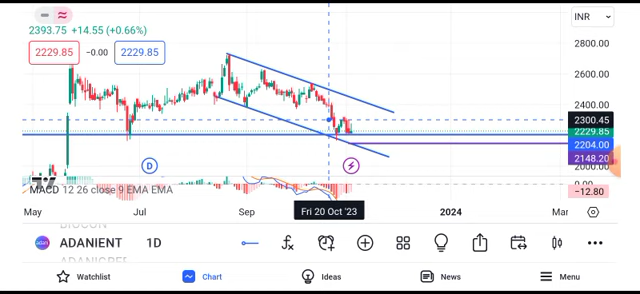 2393.75 +14.55 (+0.66%)
INR
2229.85 −0.00 2229.85
2800.00
2600.00
2400.00
2300.45
2229.85
2204.00
2148.20
2000.00
D
MACD 12 26 close 9 EMA EMA
0.00
−12.80
May Jul Sep Fri 20 Oct '23 2024 Mar
ADANIENT 1D
Watchlist Chart Ideas News Menu